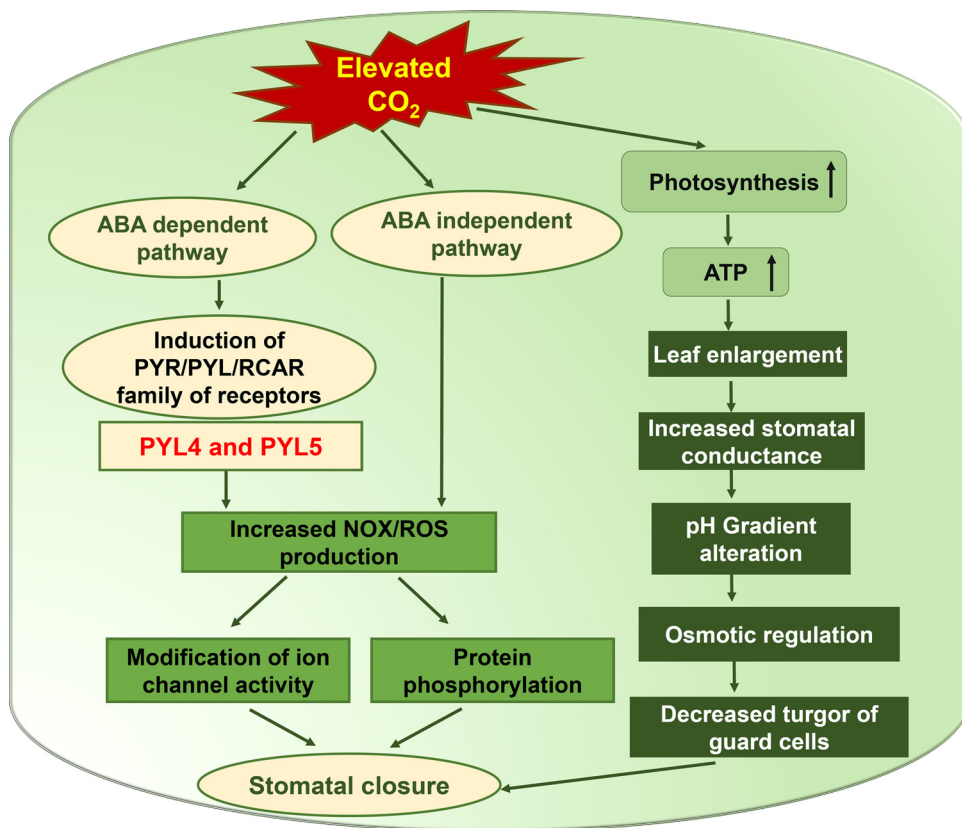 Elevated
CO₂
ABA dependent
pathway
ABA independent
pathway
Photosynthesis
ATP
Induction of
PYR/PYL/RCAR
family of receptors
PYL4 and PYL5
Leaf enlargement
Increased stomatal
conductance
Increased NOX/ROS
production
pH Gradient
alteration
Modification of ion
channel activity
Protein
phosphorylation
Osmotic regulation
Decreased turgor of
guard cells
Stomatal closure